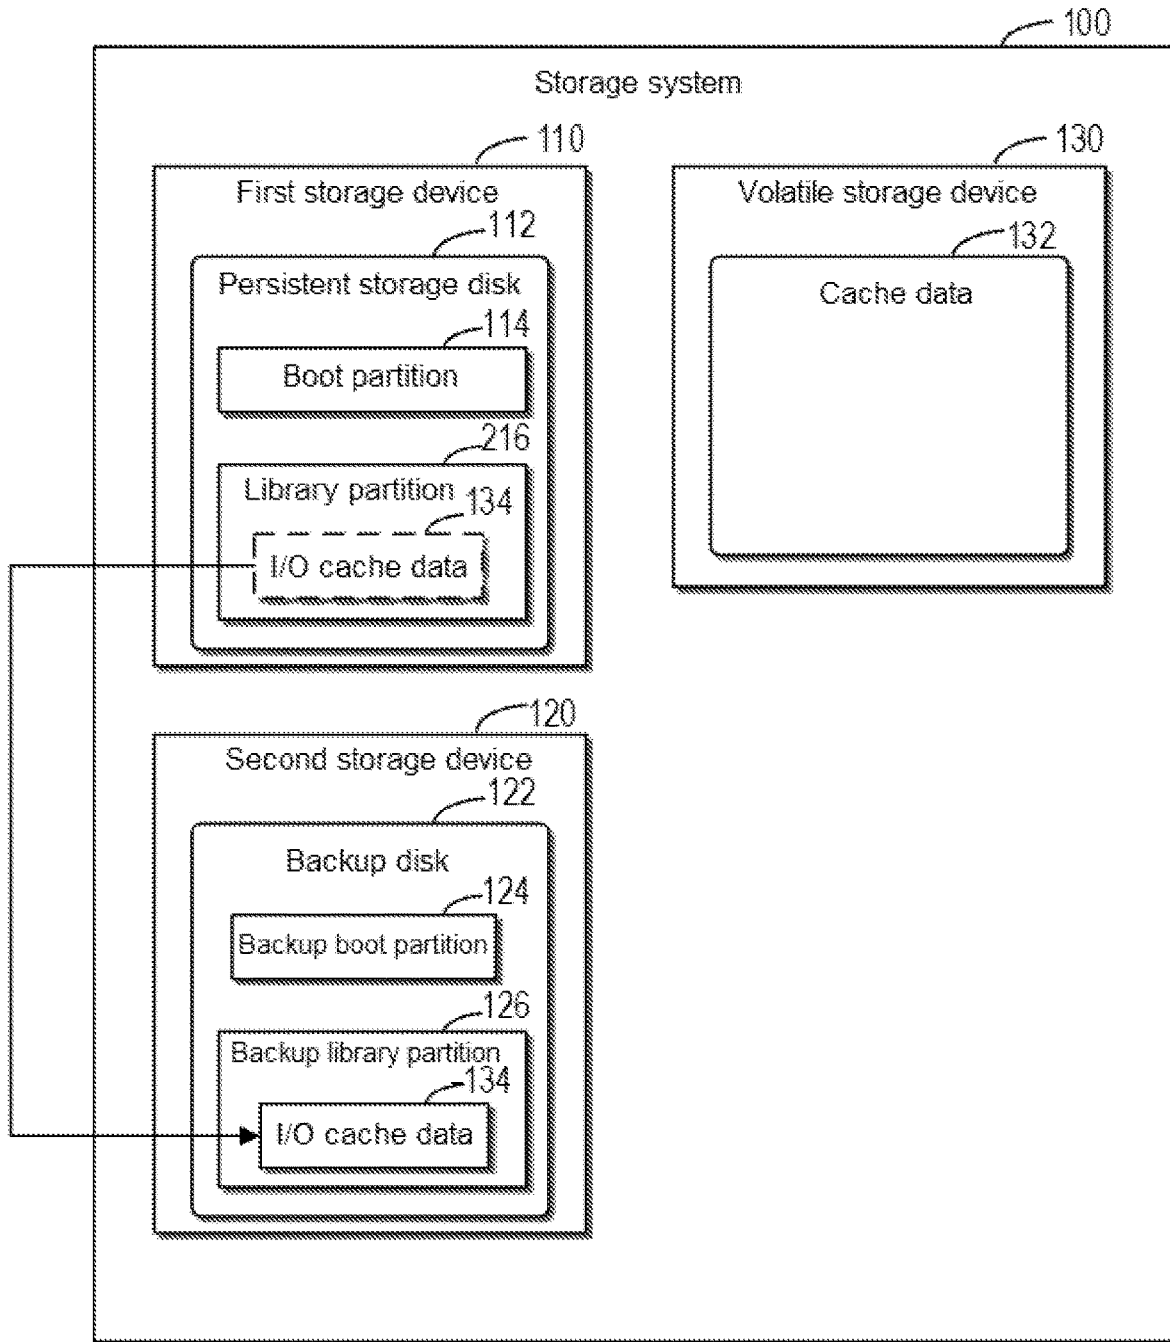 100
Storage system
110
First storage device
112
Persistent storage disk
114
Boot partition
216
Library partition
134
I/O cache data
130
Volatile storage device
132
Cache data
120
Second storage device
122
Backup disk
124
Backup boot partition
126
Backup library partition
134
I/O cache data